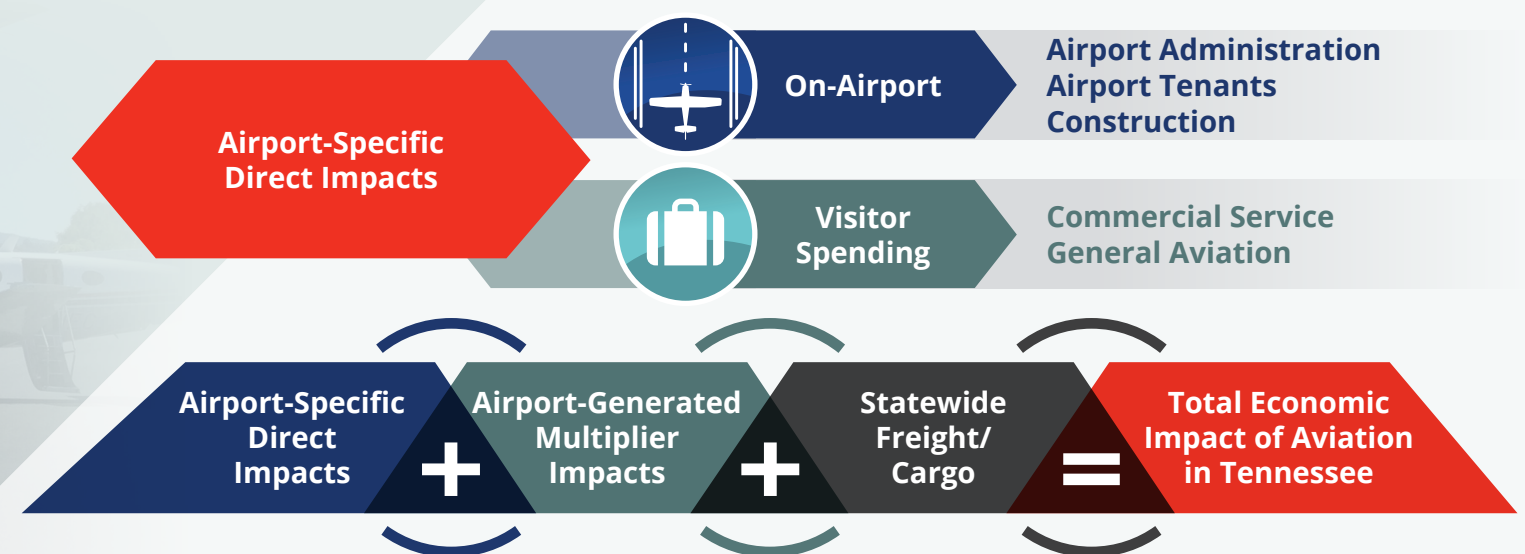 Airport-Specific
Direct Impacts
On-Airport
Airport Administration
Airport Tenants
Construction
Visitor
Spending
Commercial Service
General Aviation
Airport-Specific
Direct
Impacts
+
Airport-Generated
Multiplier
Impacts
+
Statewide
Freight/
Cargo
=
Total Economic
Impact of Aviation
in Tennessee